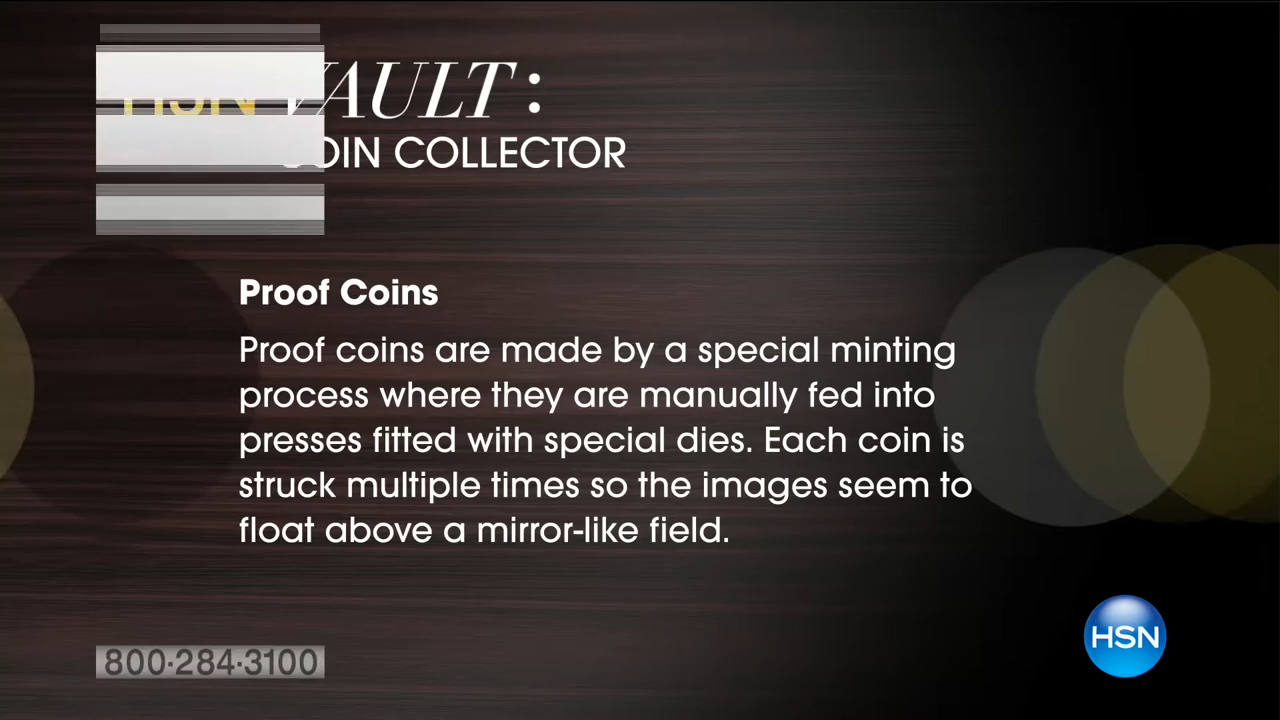 HSN VAULT:
COIN COLLECTOR
Proof Coins
Proof coins are made by a special minting
process where they are manually fed into
presses fitted with special dies. Each coin is
struck multiple times so the images seem to
float above a mirror-like field.
800·284·3100
HSN